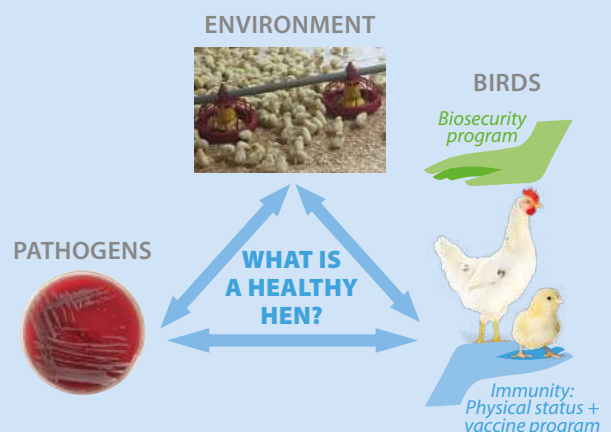 ENVIRONMENT
BIRDS
Biosecurity
program
PATHOGENS
WHAT IS
A HEALTHY
HEN?
Immunity:
Physical status +
vaccine program